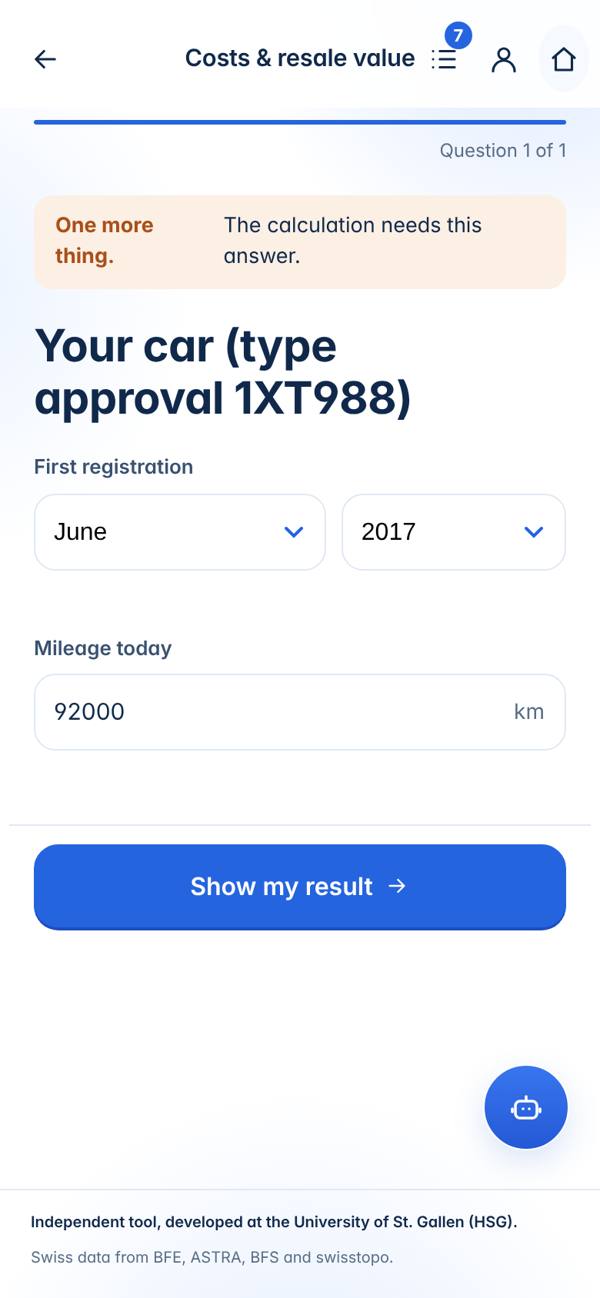 Costs & resale value
7
Question 1 of 1
One more
thing.
The calculation needs this
answer.
Your car (type
approval 1XT988)
First registration
June
2017
Mileage today
92000
km
Show my result →
Independent tool, developed at the University of St. Gallen (HSG).
Swiss data from BFE, ASTRA, BFS and swisstopo.